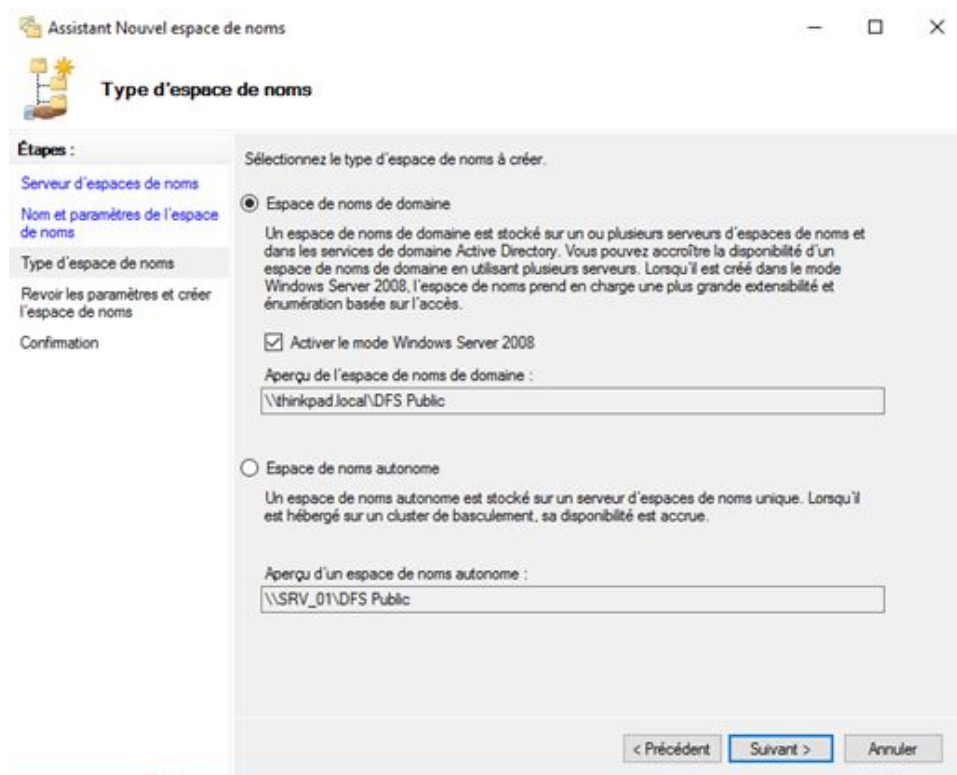 Assistant Nouvel espace de noms
Type d'espace de noms
Étapes :
Serveur d'espaces de noms
Nom et paramètres de l'espace
de noms
Type d'espace de noms
Revoir les paramètres et créer
l'espace de noms
Confirmation
Sélectionnez le type d'espace de noms à créer.
Espace de noms de domaine
Un espace de noms de domaine est stocké sur un ou plusieurs serveurs d'espaces de noms et
dans les services de domaine Active Directory. Vous pouvez accroître la disponibilité d'un
espace de noms de domaine en utilisant plusieurs serveurs. Lorsqu'il est créé dans le mode
Windows Server 2008, l'espace de noms prend en charge une plus grande extensibilité et
énumération basée sur l'accès.
Activer le mode Windows Server 2008
Aperçu de l'espace de noms de domaine :
\\thinkpad.local\DFS Public
Espace de noms autonome
Un espace de noms autonome est stocké sur un serveur d'espaces de noms unique. Lorsqu'il
est hébergé sur un cluster de basculement, sa disponibilité est accrue.
Aperçu d'un espace de noms autonome :
\\SRV_01\DFS Public
< Précédent
Suivant >
Annuler